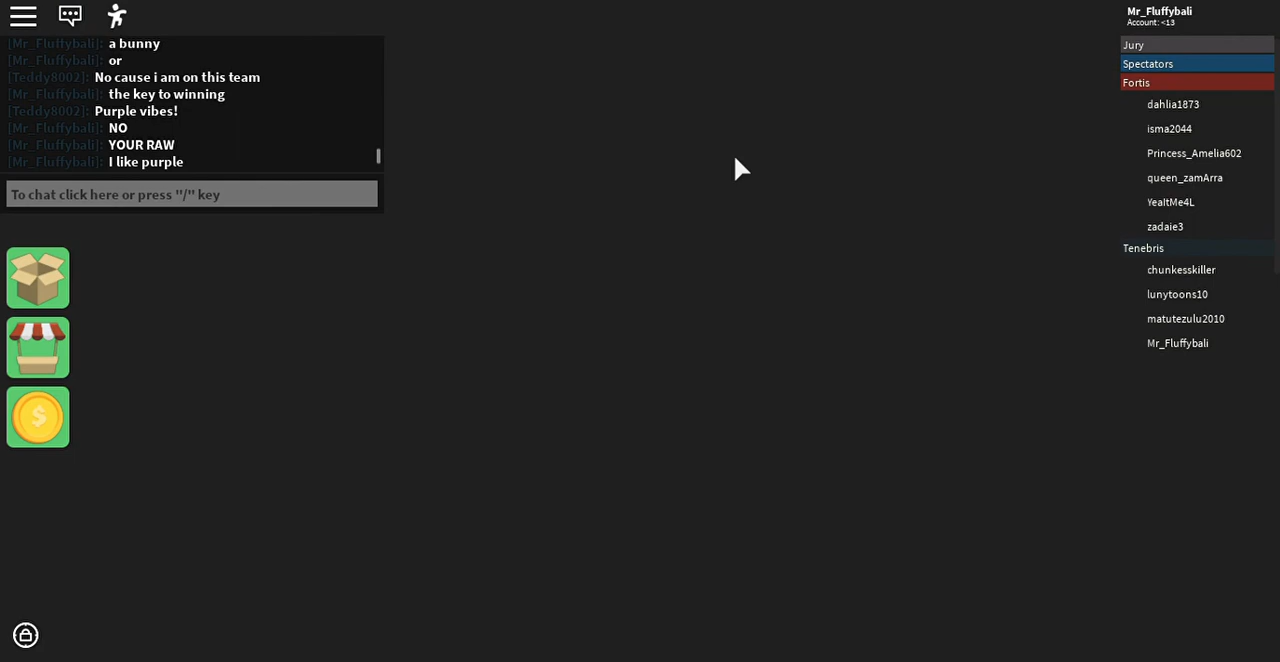 Mr_Fluffybali
Account: <13
[Mr_Fluffybali]: a bunny
[Mr_Fluffybali]: or
[Teddy8002]: No cause i am on this team
[Mr_Fluffybali]: the key to winning
[Teddy8002]: Purple vibes!
[Mr_Fluffybali]: NO
[Mr_Fluffybali]: YOUR RAW
[Mr_Fluffybali]: I like purple
To chat click here or press "/" key
$
Jury
Spectators
Fortis
dahlia1873
isma2044
Princess_Amelia602
queen_zamArra
YeaItMe4L
zadaie3
Tenebris
chunkesskiller
lunytoons10
matutezulu2010
Mr_Fluffybali